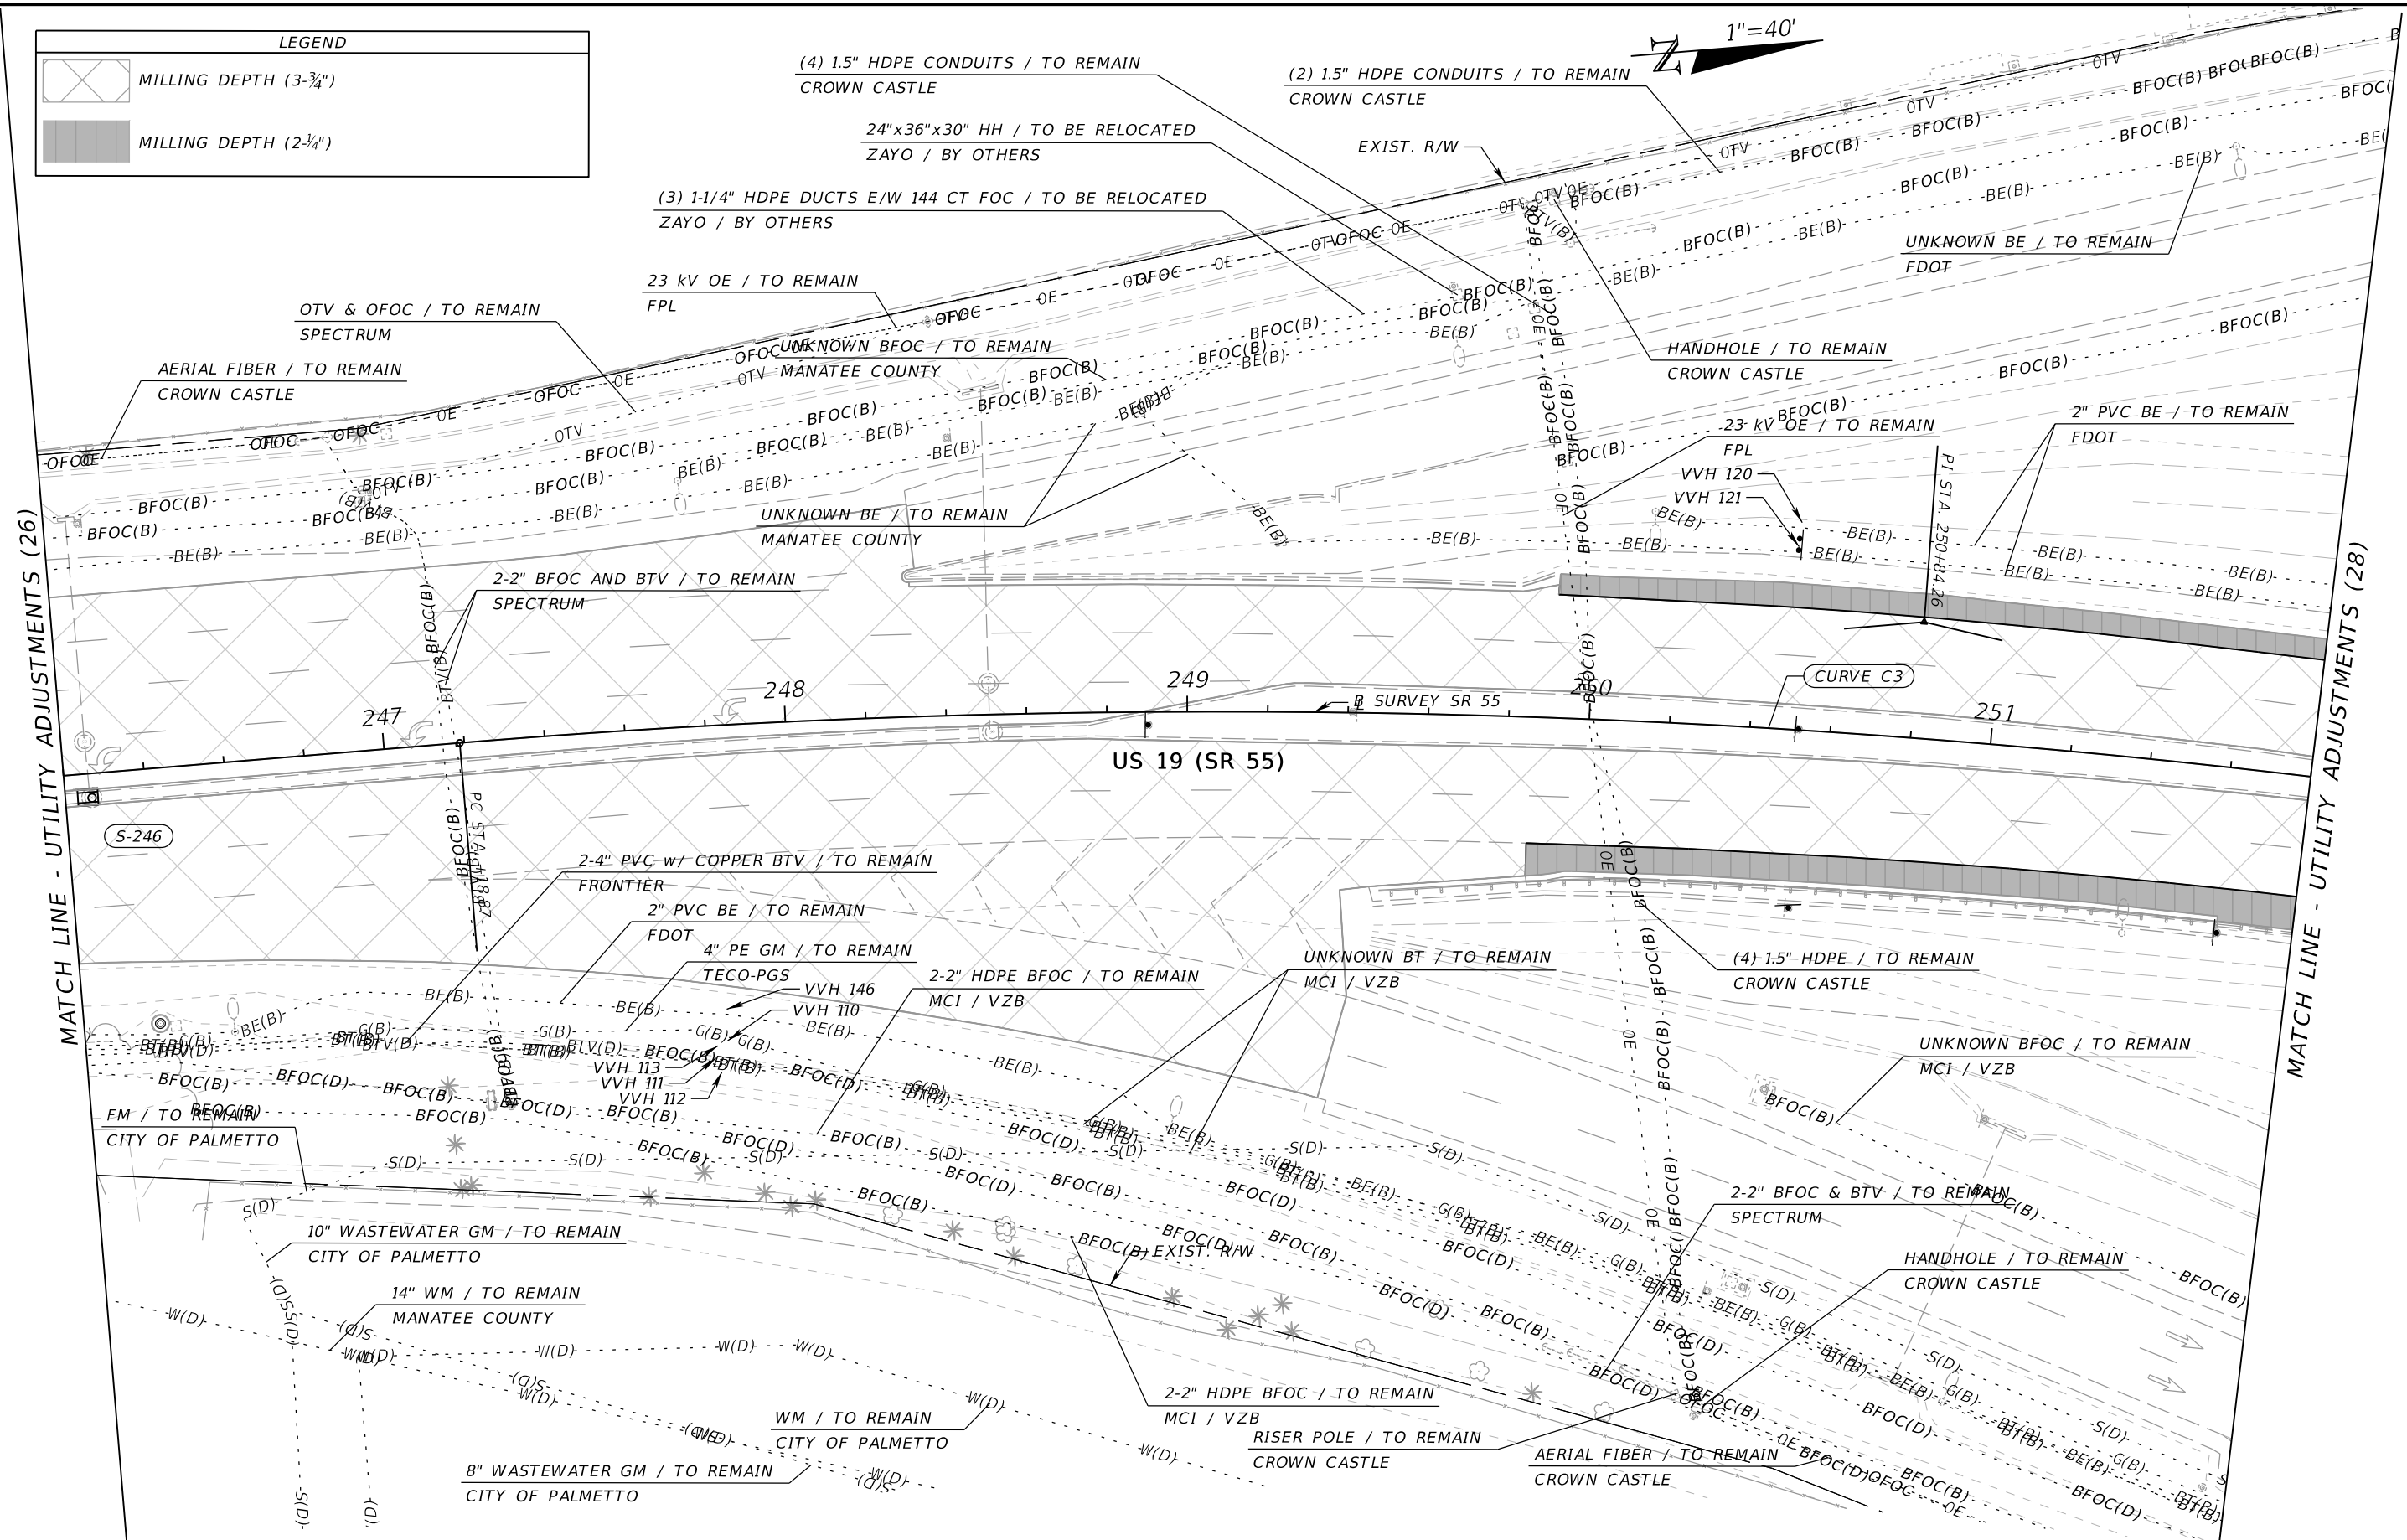 LEGEND
MILLING DEPTH (3-¾")
MILLING DEPTH (2-¼")
1"=40'
N
(4) 1.5" HDPE CONDUITS / TO REMAIN
CROWN CASTLE
(2) 1.5" HDPE CONDUITS / TO REMAIN
CROWN CASTLE
24"x36"x30" HH / TO BE RELOCATED
ZAYO / BY OTHERS
EXIST. R/W
(3) 1-1/4" HDPE DUCTS E/W 144 CT FOC / TO BE RELOCATED
ZAYO / BY OTHERS
UNKNOWN BE / TO REMAIN
FDOT
23 kV OE / TO REMAIN
FPL
OTV & OFOC / TO REMAIN
SPECTRUM
UNKNOWN BFOC / TO REMAIN
MANATEE COUNTY
HANDHOLE / TO REMAIN
CROWN CASTLE
AERIAL FIBER / TO REMAIN
CROWN CASTLE
23 kV OE / TO REMAIN
FPL
2" PVC BE / TO REMAIN
FDOT
VVH 120
VVH 121
PI STA. 250+84.26
UNKNOWN BE / TO REMAIN
MANATEE COUNTY
2-2" BFOC AND BTV / TO REMAIN
SPECTRUM
MATCH LINE - UTILITY ADJUSTMENTS (26)
MATCH LINE - UTILITY ADJUSTMENTS (28)
247
248
249
250
251
CURVE C3
B SURVEY SR 55
US 19 (SR 55)
S-246
PC STA.
2-4" PVC w/ COPPER BTV / TO REMAIN
FRONTIER
2" PVC BE / TO REMAIN
FDOT
4" PE GM / TO REMAIN
TECO-PGS
2-2" HDPE BFOC / TO REMAIN
MCI / VZB
UNKNOWN BT / TO REMAIN
MCI / VZB
(4) 1.5" HDPE / TO REMAIN
CROWN CASTLE
VVH 146
VVH 110
VVH 113
VVH 111
VVH 112
UNKNOWN BFOC / TO REMAIN
MCI / VZB
FM / TO REMAIN
CITY OF PALMETTO
2-2" BFOC & BTV / TO REMAIN
SPECTRUM
10" WASTEWATER GM / TO REMAIN
CITY OF PALMETTO
EXIST. R/W
HANDHOLE / TO REMAIN
CROWN CASTLE
14" WM / TO REMAIN
MANATEE COUNTY
2-2" HDPE BFOC / TO REMAIN
MCI / VZB
WM / TO REMAIN
CITY OF PALMETTO
RISER POLE / TO REMAIN
CROWN CASTLE
AERIAL FIBER / TO REMAIN
CROWN CASTLE
8" WASTEWATER GM / TO REMAIN
CITY OF PALMETTO
OTV
BFOC(B)
BE(B)
OFOC
OE
BTV(B)
BFOC(D)
BTV(D)
G(B)
BT(B)
S(D)
W(D)